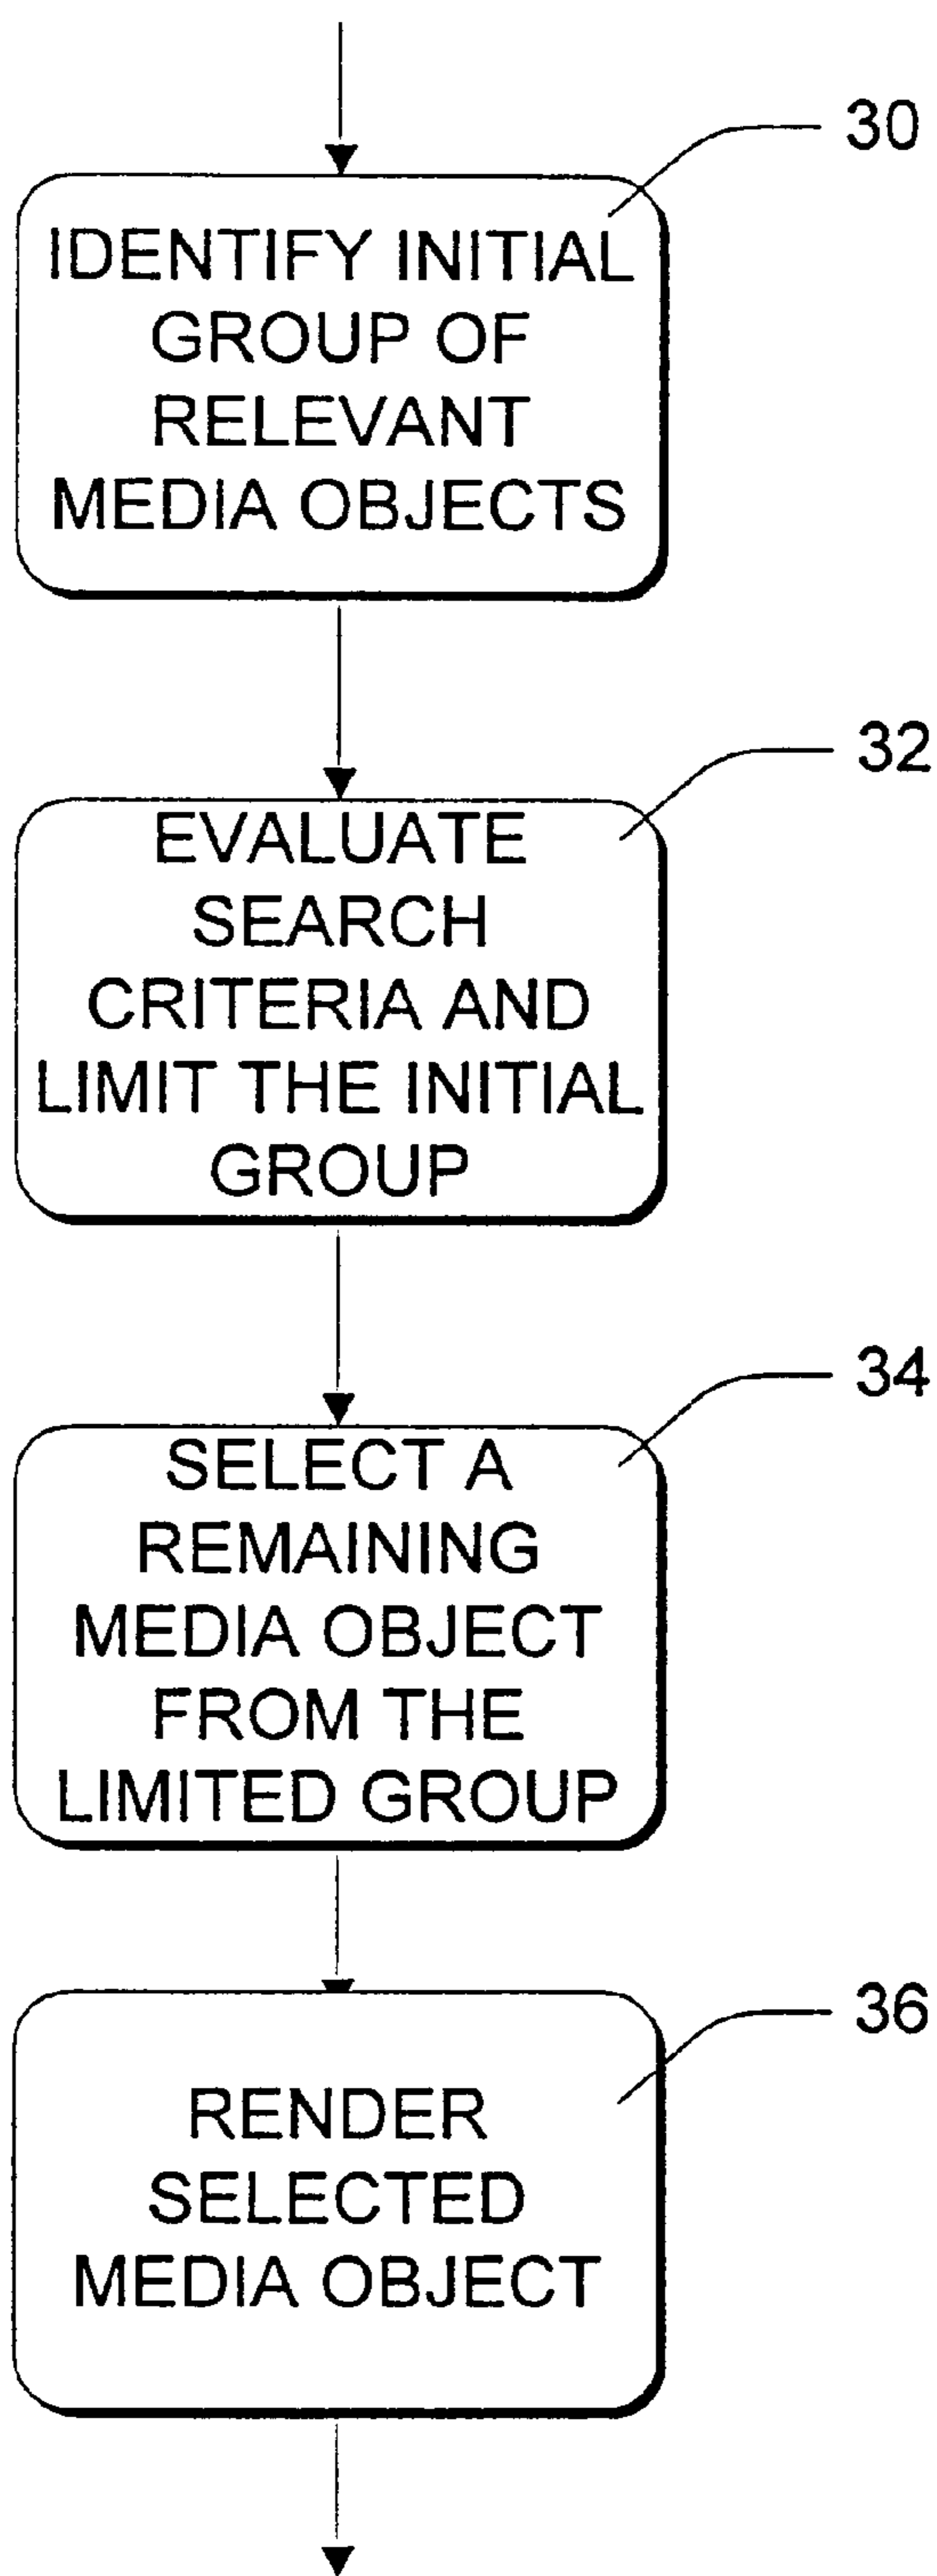 30
IDENTIFY INITIAL
GROUP OF
RELEVANT
MEDIA OBJECTS
32
EVALUATE
SEARCH
CRITERIA AND
LIMIT THE INITIAL
GROUP
34
SELECT A
REMAINING
MEDIA OBJECT
FROM THE
LIMITED GROUP
36
RENDER
SELECTED
MEDIA OBJECT